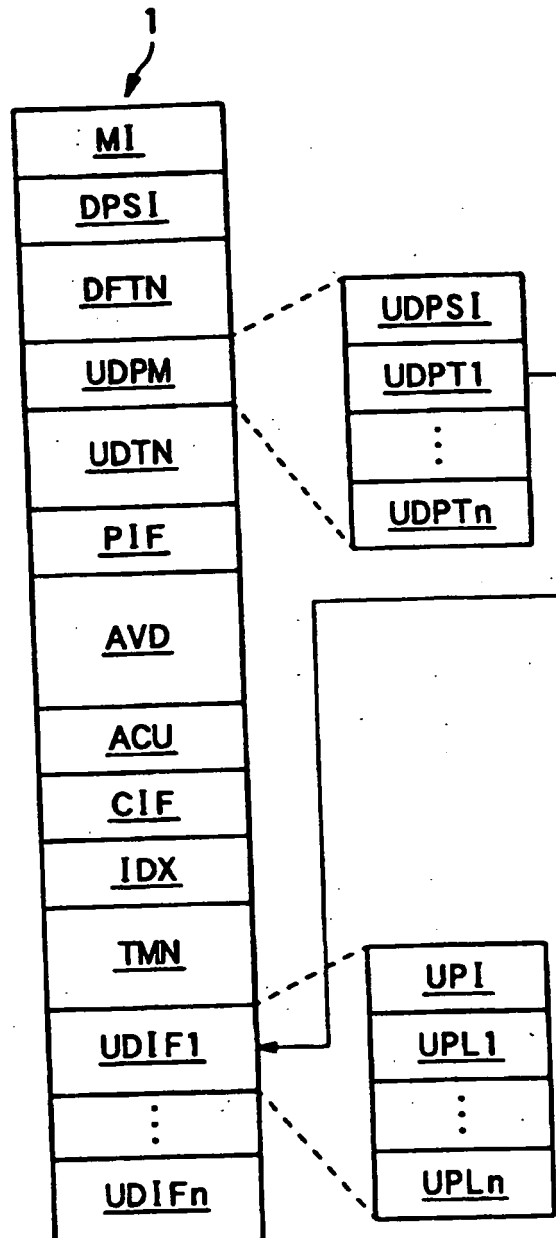 1
MI
DPSI
DFTN
UDPM
UDTN
PIF
AVD
ACU
CIF
IDX
TMN
UDIF1
⋮
UDIFn
UDPSI
UDPT1
⋮
UDPTn
UPI
UPL1
⋮
UPLn